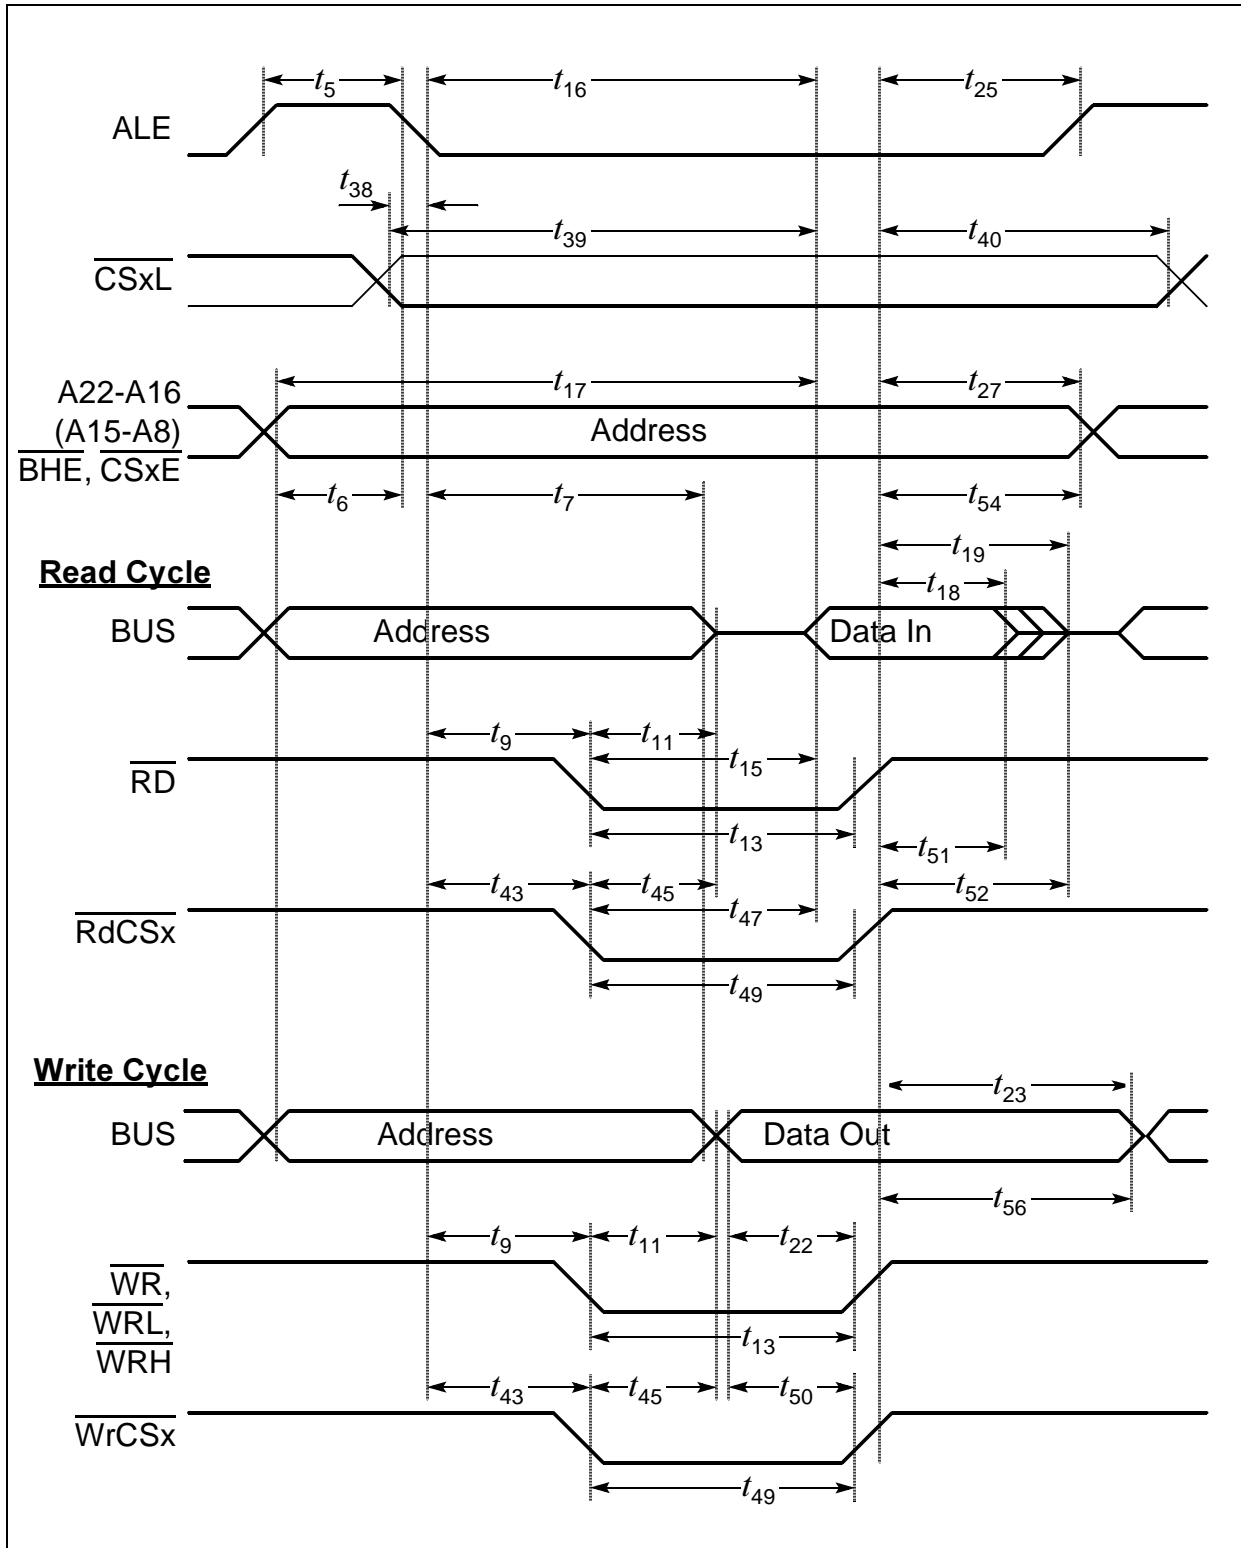 t5 t16 t25
ALE
t38
t39 t40
CSxL
t17 t27
A22-A16
(A15-A8)
BHE, CSxE
Address
t6 t7 t54
t19
Read Cycle
t18
BUS Address Data In
t9 t11
t15
RD
t13
t51
t43 t45 t52
t47
RdCSx
t49
Write Cycle
t23
BUS Address Data Out
t56
t9 t11 t22
WR,
WRL,
WRH
t13
t43 t45 t50
WrCSx
t49